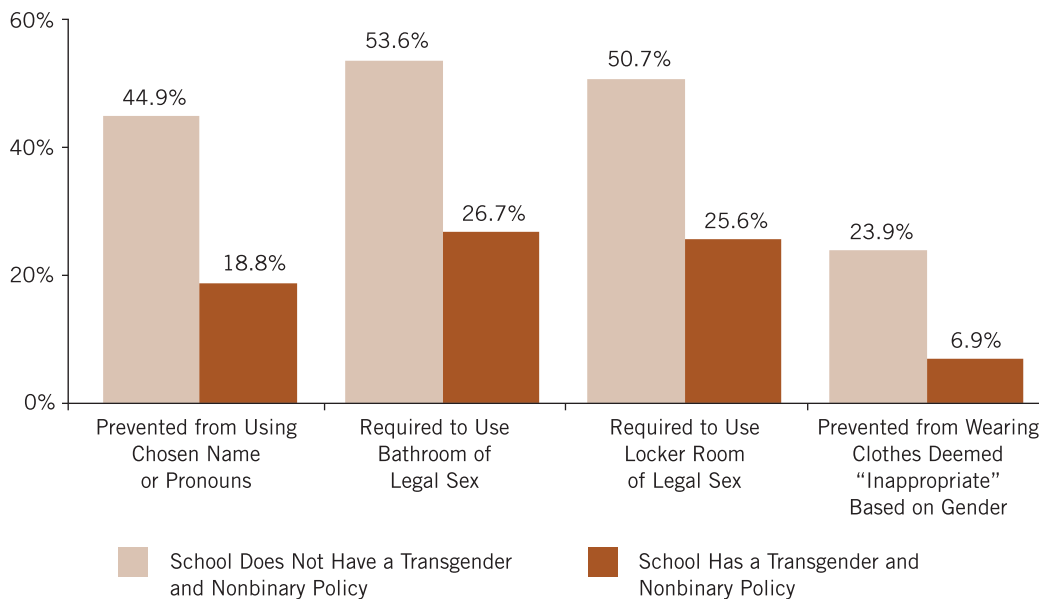 60%
53.6%
50.7%
44.9%
40%
26.7%
25.6%
23.9%
18.8%
20%
6.9%
0%
Prevented from Using
Chosen Name
or Pronouns
Required to Use
Bathroom of
Legal Sex
Required to Use
Locker Room
of Legal Sex
Prevented from Wearing
Clothes Deemed
“Inappropriate”
Based on Gender
School Does Not Have a Transgender
and Nonbinary Policy
School Has a Transgender and
Nonbinary Policy